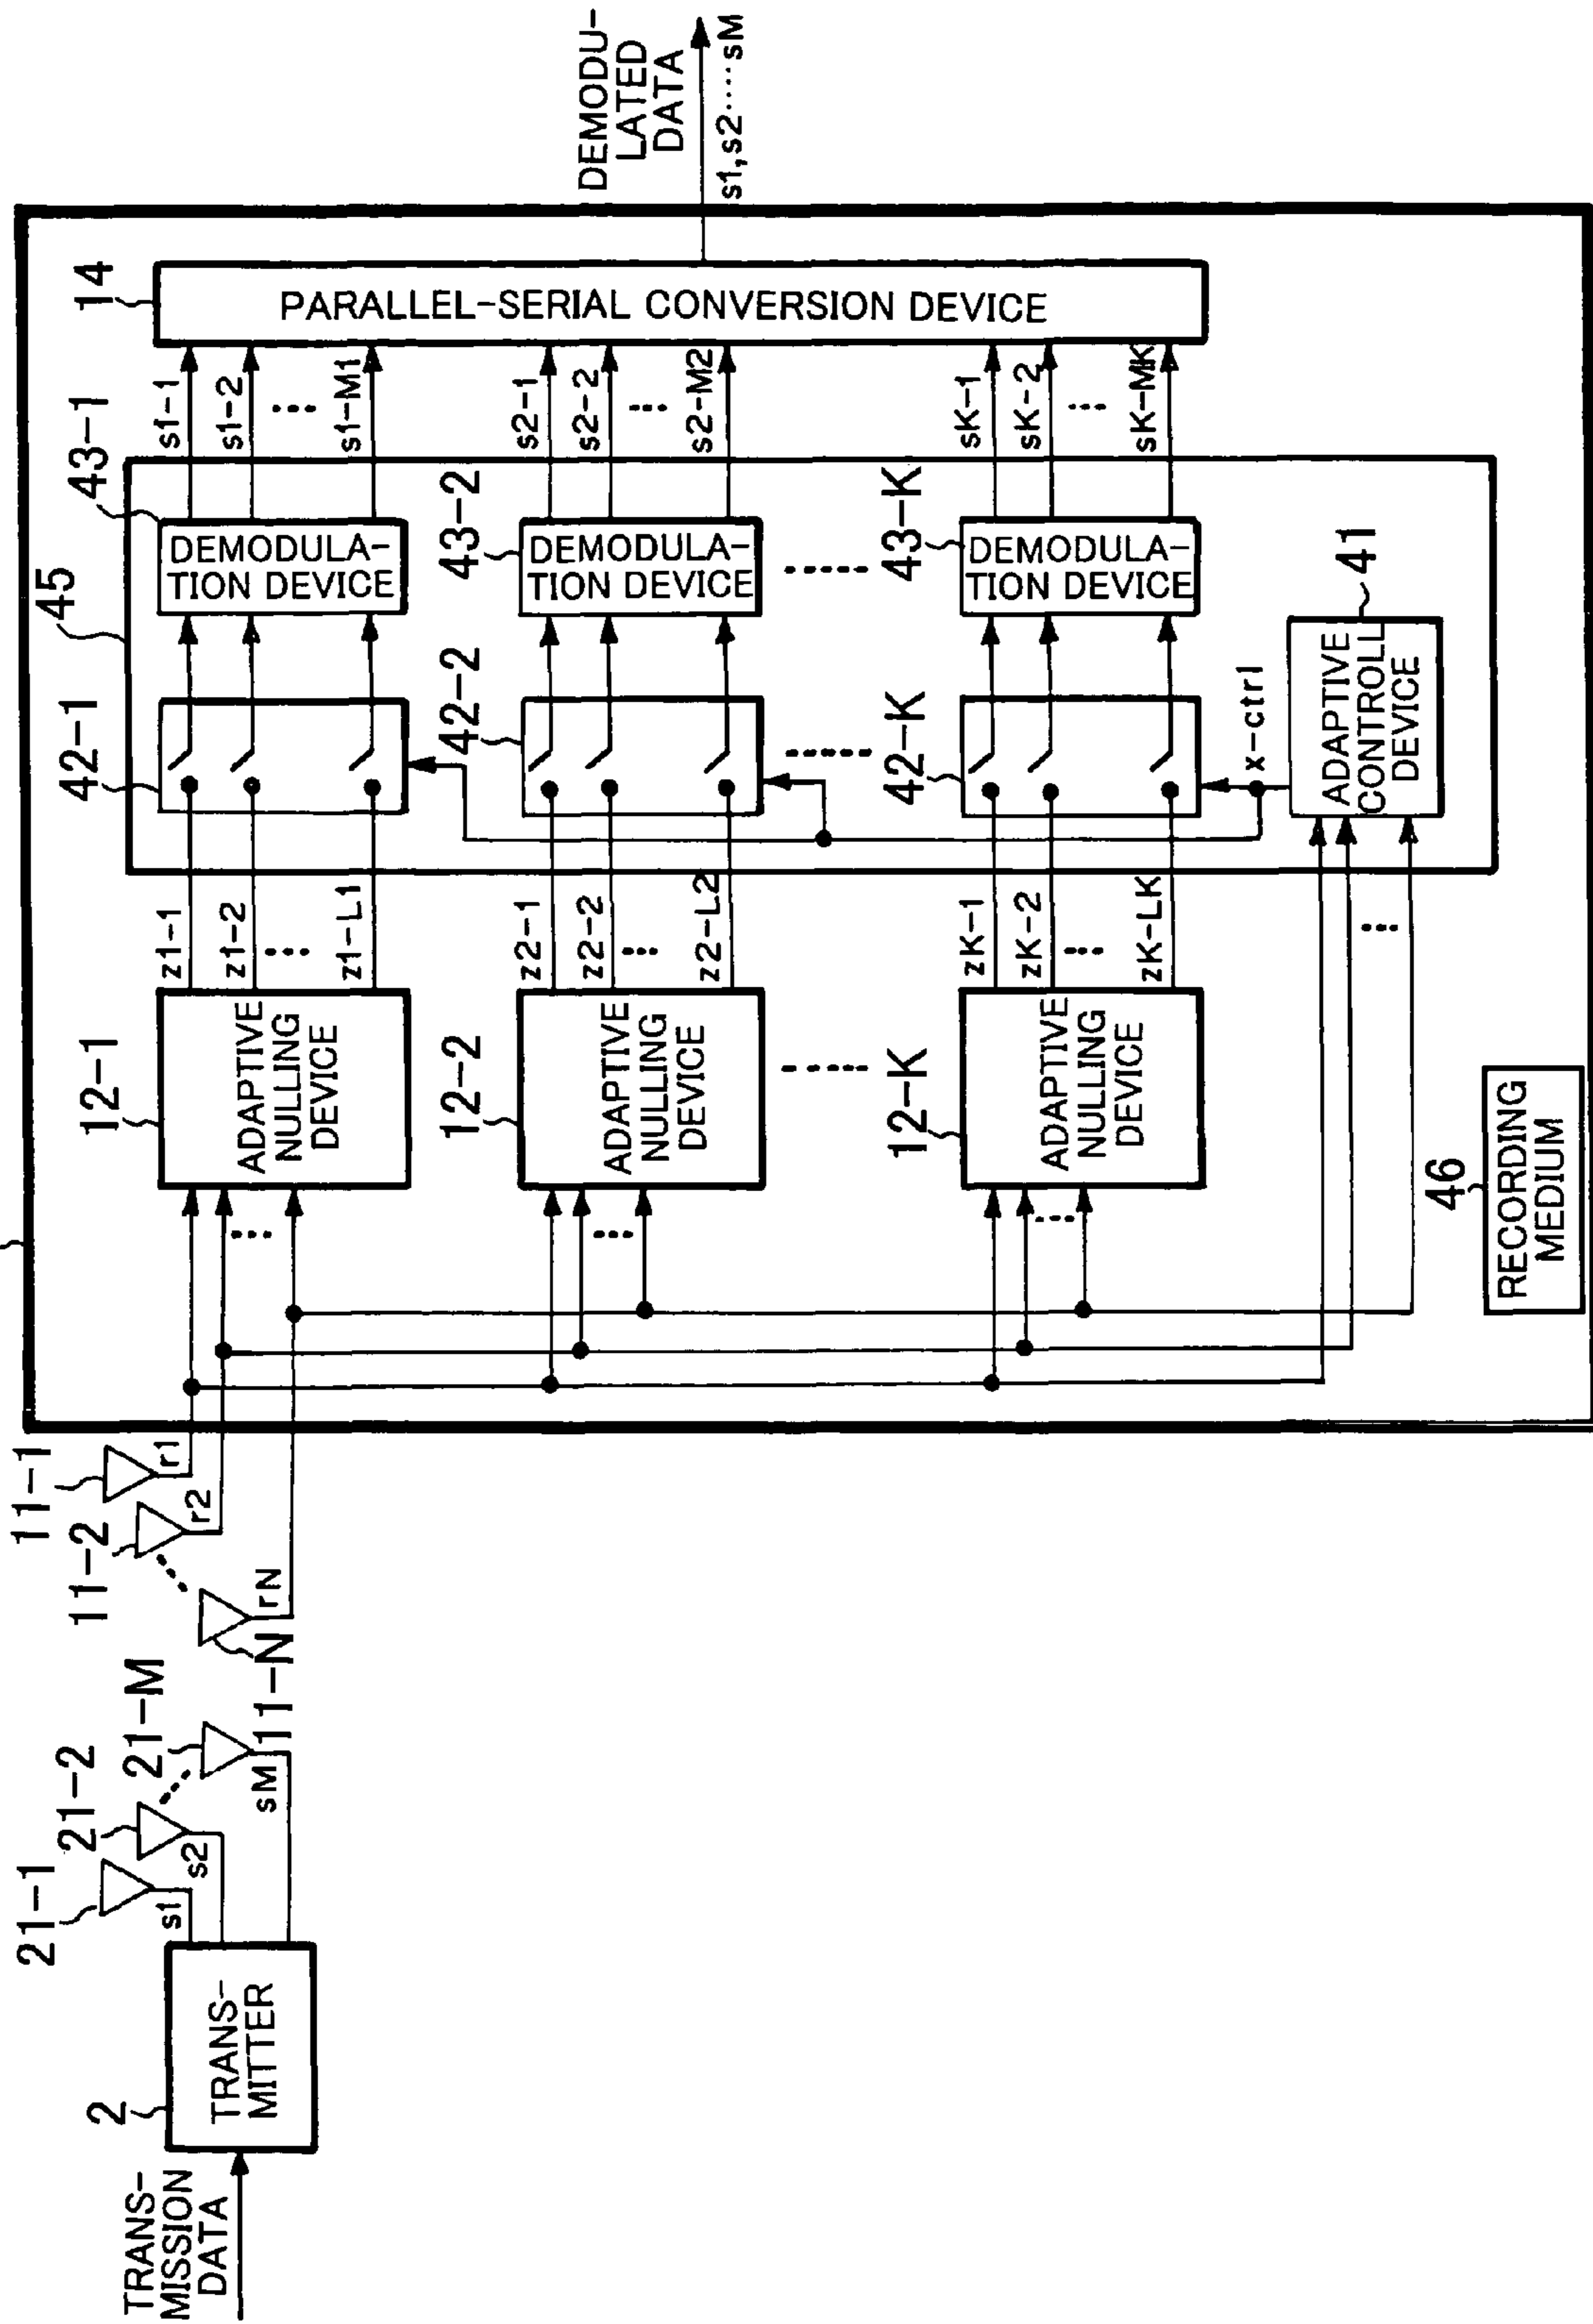 TRANS-
MISSION
DATA
2
TRANS-
MITTER
21-1
21-2
21-M
s1
s2
sM
11-1
11-2
11-N
r1
r2
rN
12-1
ADAPTIVE
NULLING
DEVICE
12-2
ADAPTIVE
NULLING
DEVICE
12-K
ADAPTIVE
NULLING
DEVICE
46
RECORDING
MEDIUM
z1-1
z1-2
z1-L1
z2-1
z2-2
z2-L2
zK-1
zK-2
zK-LK
45
42-1
42-2
42-K
x-ctrl
ADAPTIVE
CONTROLL
DEVICE
41
43-1
DEMODULA-
TION DEVICE
43-2
DEMODULA-
TION DEVICE
43-K
DEMODULA-
TION DEVICE
s1-1
s1-2
s1-M1
s2-1
s2-2
s2-M2
sK-1
sK-2
sK-MK
14
PARALLEL-SERIAL CONVERSION DEVICE
DEMODU-
LATED
DATA
s1,s2·····sM